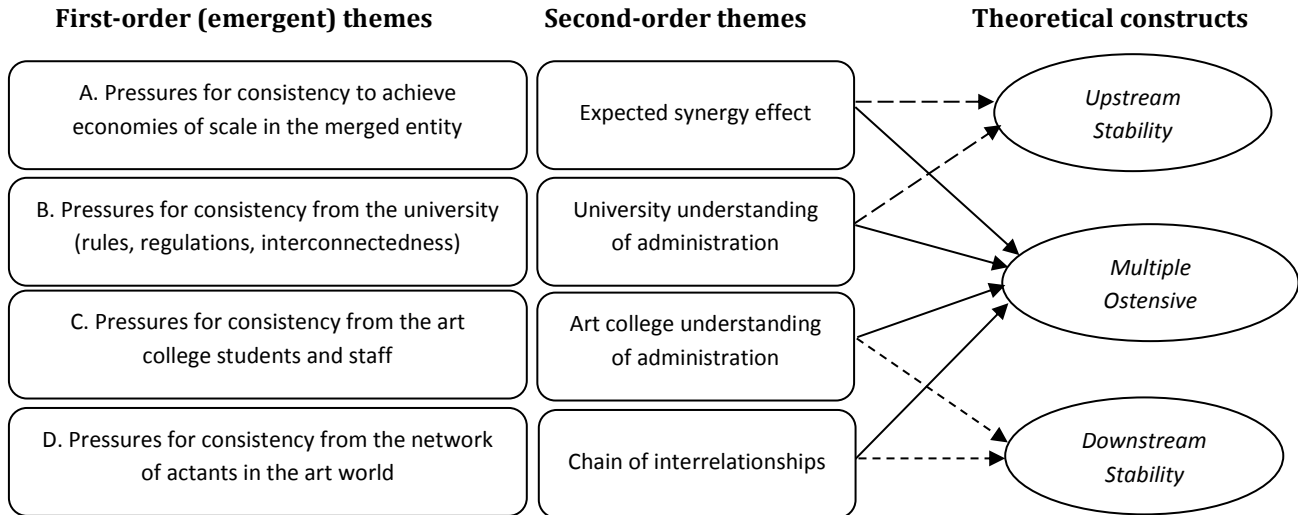 First-order (emergent) themes
Second-order themes
Theoretical constructs
A. Pressures for consistency to achieve
economies of scale in the merged entity
Expected synergy effect
Upstream
Stability
B. Pressures for consistency from the university
(rules, regulations, interconnectedness)
University understanding
of administration
Multiple
Ostensive
C. Pressures for consistency from the art
college students and staff
Art college understanding
of administration
D. Pressures for consistency from the network
of actants in the art world
Chain of interrelationships
Downstream
Stability